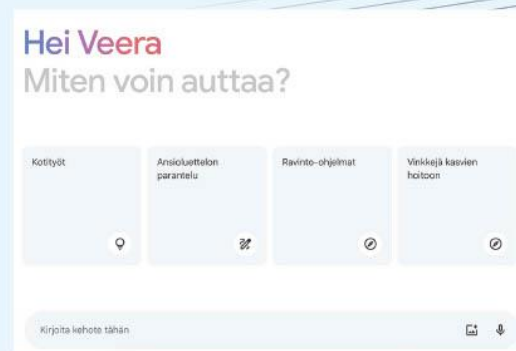 Hei Veera
Miten voin auttaa?
Kotityöt
Ansioluettelon
parantelu
Ravinto-ohjelmat
Vinkkejä kasvien
hoitoon
Kirjoita kehote tähän